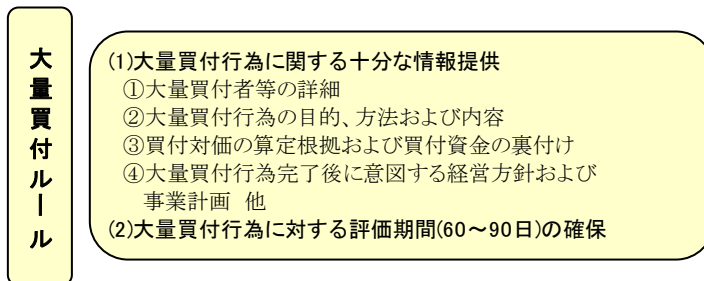 大量買付ルール
(1)大量買付行為に関する十分な情報提供
①大量買付者等の詳細
②大量買付行為の目的、方法および内容
③買付対価の算定根拠および買付資金の裏付け
④大量買付行為完了後に意図する経営方針および
事業計画 他
(2)大量買付行為に対する評価期間(60～90日)の確保